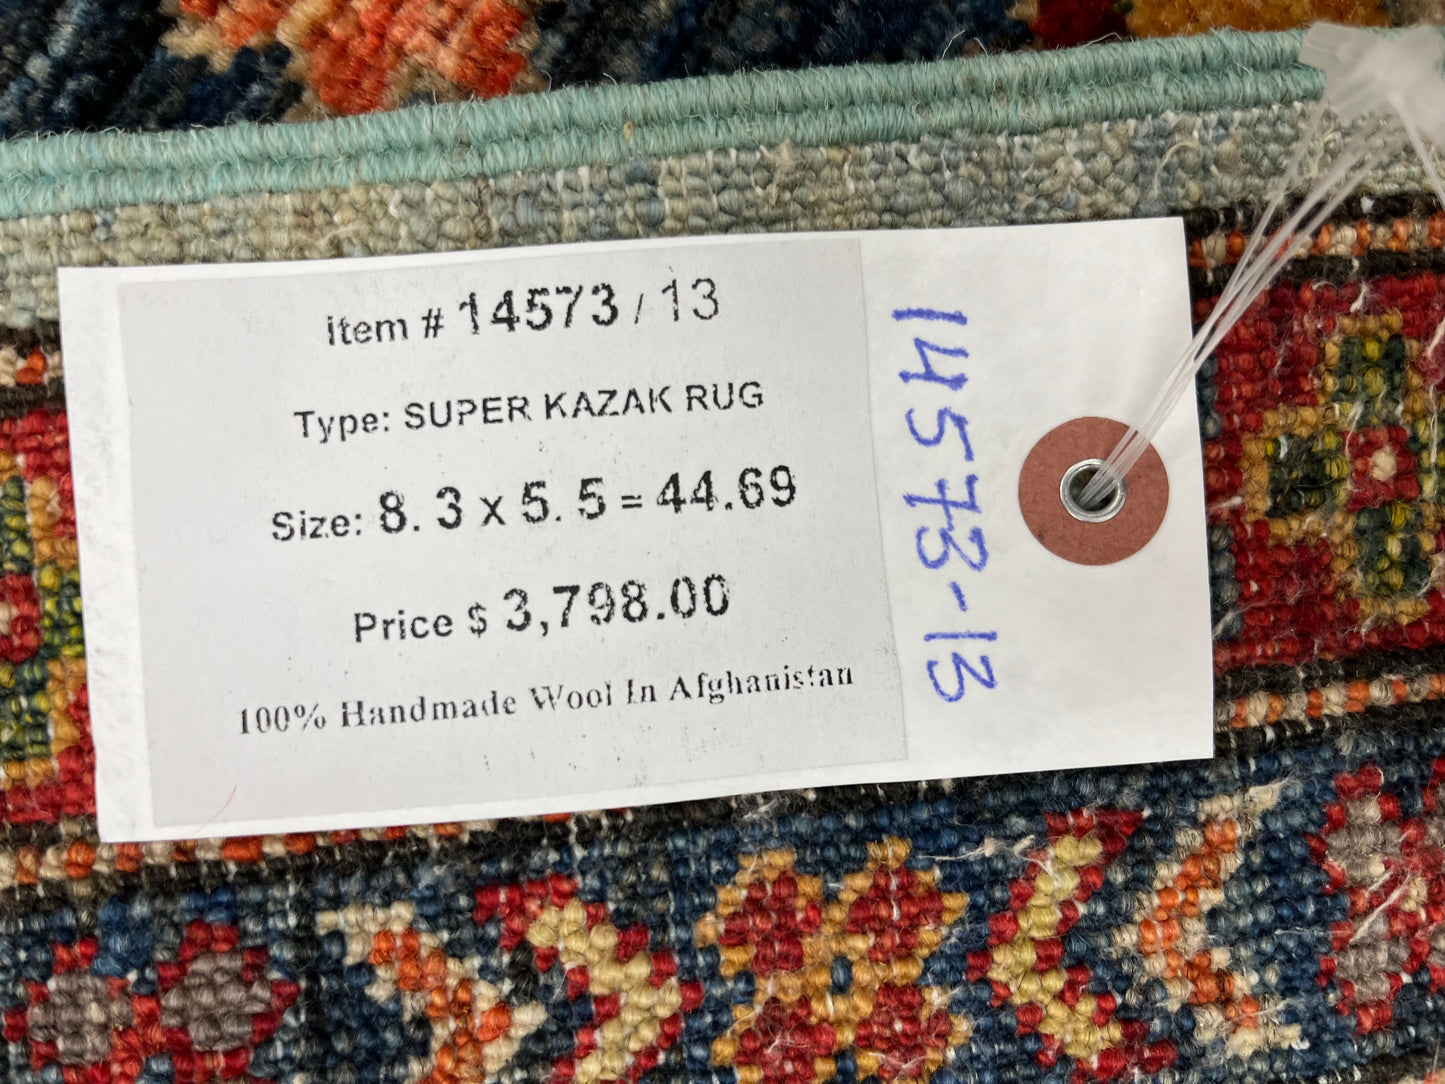 item # 14573 / 13
Type: SUPER KAZAK RUG
Size: 8. 3 x 5. 5 = 44.69
Price $ 3,798.00
100% Handmade Wool In Afghanistan
14573-13